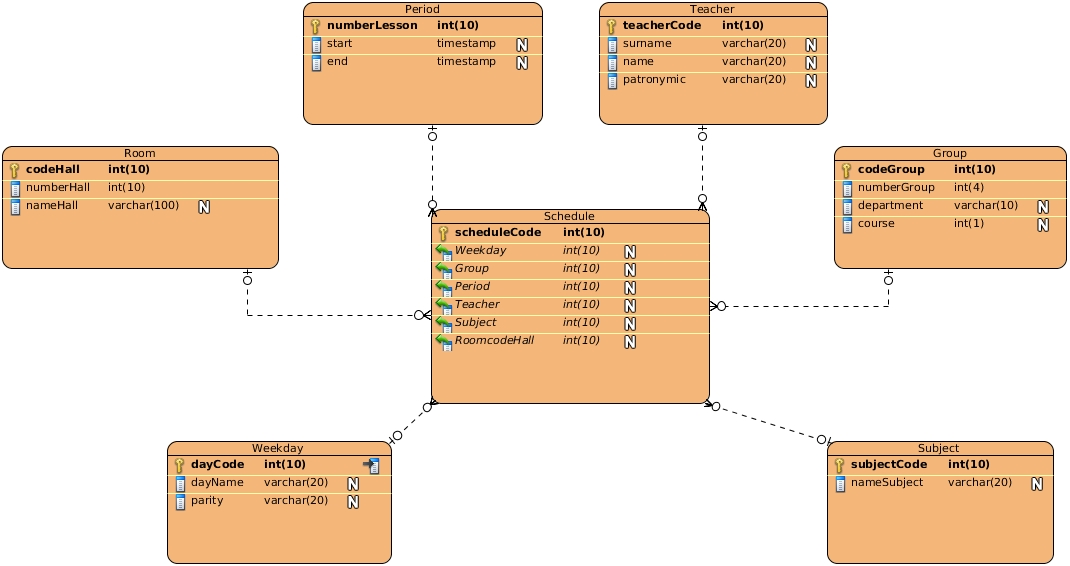 Period
numberLesson int(10)
start timestamp N
end timestamp N
Teacher
teacherCode int(10)
surname varchar(20) N
name varchar(20) N
patronymic varchar(20) N
Room
codeHall int(10)
numberHall int(10)
nameHall varchar(100) N
Group
codeGroup int(10)
numberGroup int(4)
department varchar(10) N
course int(1) N
Schedule
scheduleCode int(10)
Weekday int(10) N
Group int(10) N
Period int(10) N
Teacher int(10) N
Subject int(10) N
RoomcodeHall int(10) N
Weekday
dayCode int(10)
dayName varchar(20) N
parity varchar(20) N
Subject
subjectCode int(10)
nameSubject varchar(20) N